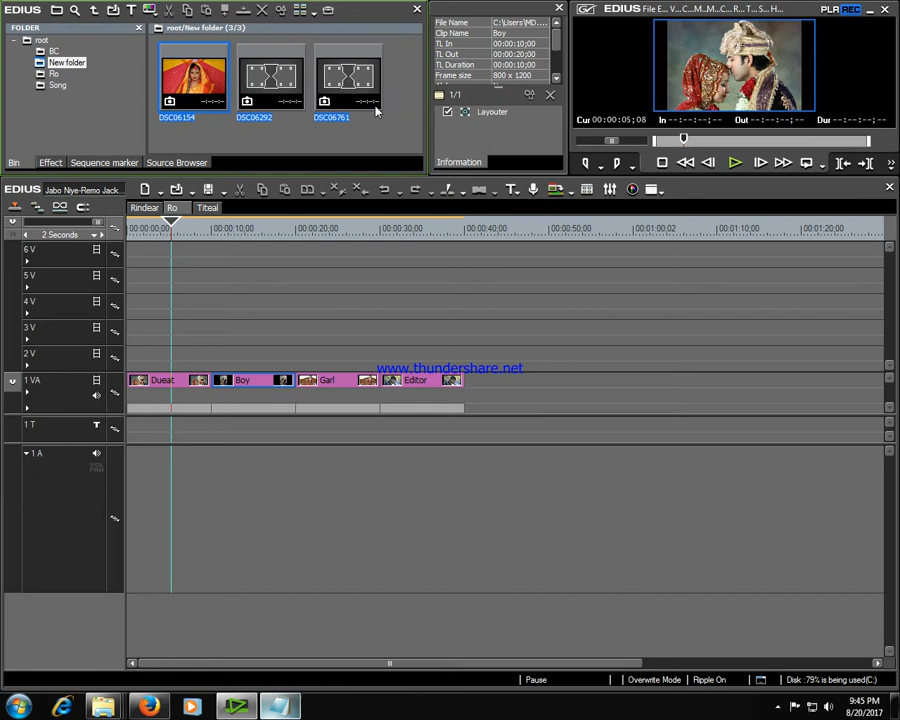 EDIUS
EDIUS File E... V... C... M... M... C... R... T... S... H...
PLR REC
FOLDER
root/New folder (3/3)
root
BC
New folder
Ro
Song
DSC06154
DSC06292
DSC06761
Bin
Effect
Sequence marker
Source Browser
File Name C:\Users\MD....
Clip Name Boy
TL In 00:00:10;00
TL Out 00:00:20;00
TL Duration 00:00:10;00
Frame size 800 x 1200
1/1
Layouter
Information
Cur 00:00:05;08 In --:--:--;-- Out --:--:--;-- Dur --:--:--;--
EDIUS Jabo Niye-Remo Jack...
Rindear
Ro
Titeal
2 Seconds
00:00:00;00 00:00:10;00 00:00:20;00 00:00:30;00 00:00:40;00 00:00:50;00 00:01:00;02 00:01:10;02 00:01:20;02
6 V
5 V
4 V
3 V
2 V
www.thundershare.net
1 VA
Dueat
Boy
Garl
Editor
1 T
T
1 A
VOL
PAN
Pause
Overwrite Mode
Ripple On
Disk :79% is being used(C:)
9:45 PM
8/20/2017